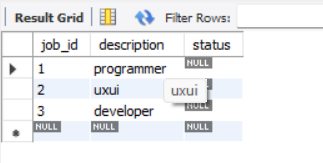 Result Grid Filter Rows:
job_id description status
1 programmer NULL
2 uxui uxui
3 developer NULL
NULL NULL NULL